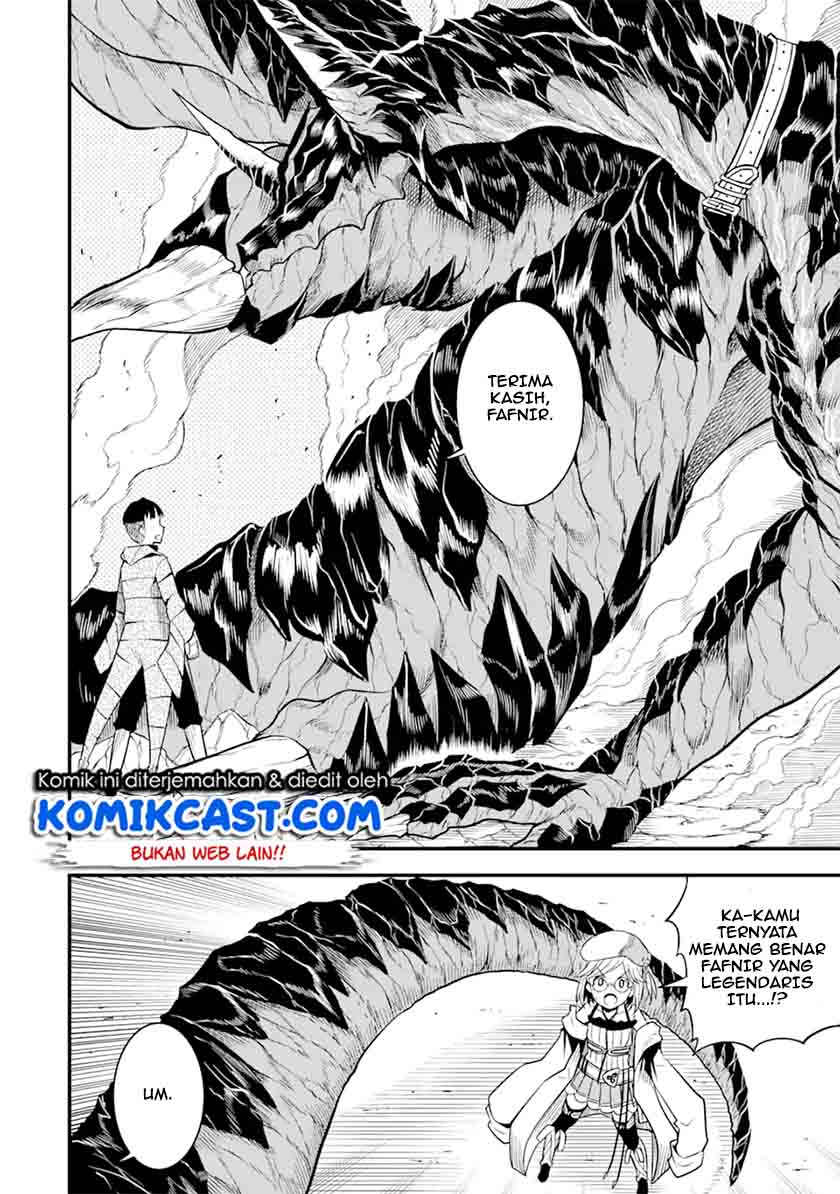 TERIMA
KASIH,
FAFNIR.
Komik ini diterjemahkan & diedit oleh
KOMIKCAST.COM
BUKAN WEB LAIN!!
KA-KAMU
TERNYATA
MEMANG BENAR
FAFNIR YANG
LEGENDARIS
ITU...!?
UM.